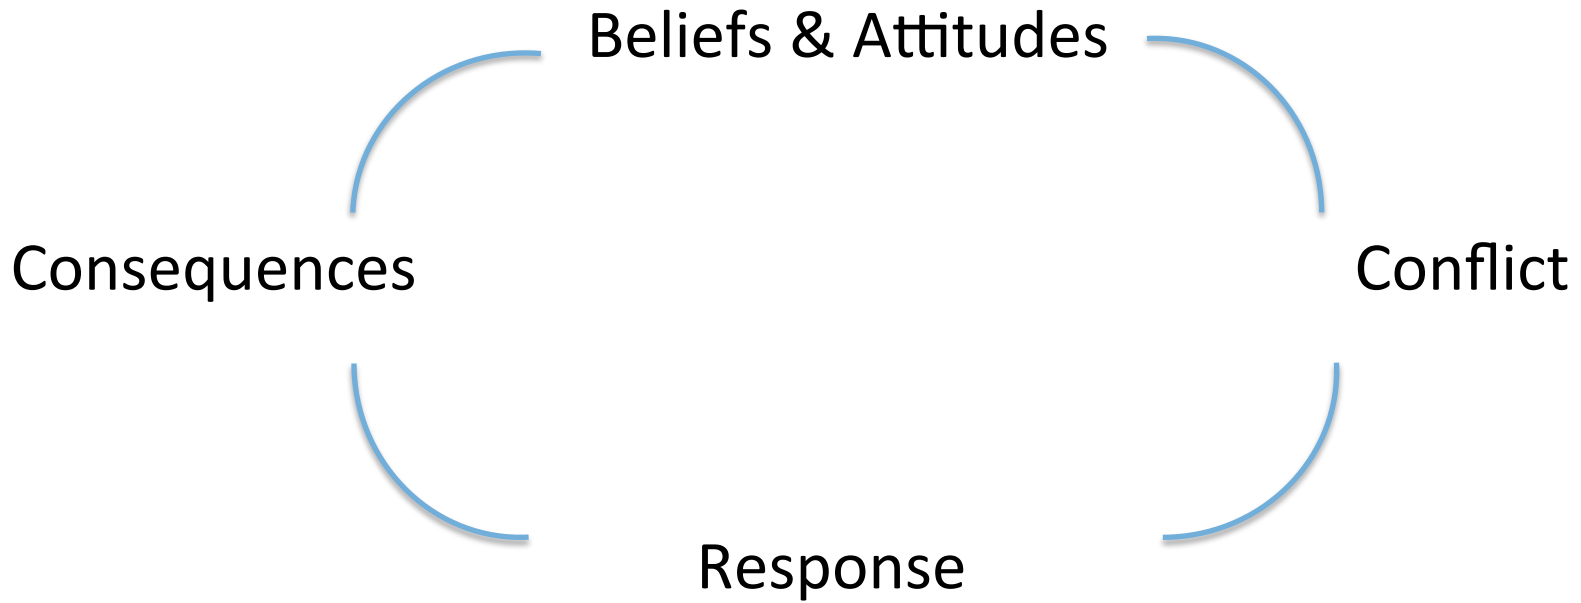 Beliefs & Attitudes
Consequences
Conflict
Response